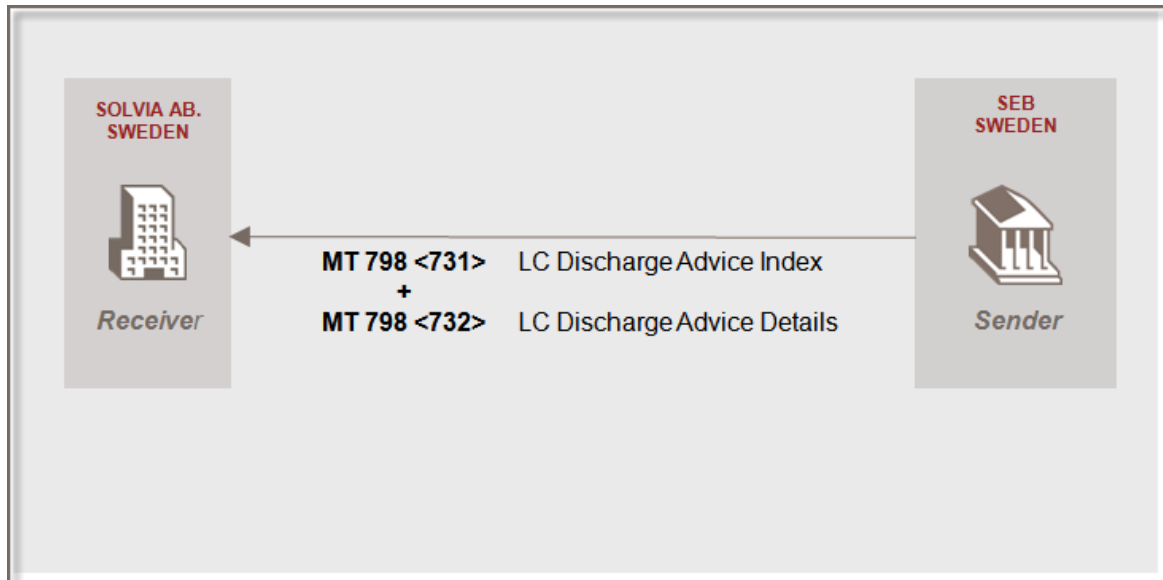 SOLVIA AB.
SWEDEN
Receiver
MT 798 <731> LC Discharge Advice Index
+
MT 798 <732> LC Discharge Advice Details
SEB
SWEDEN
Sender